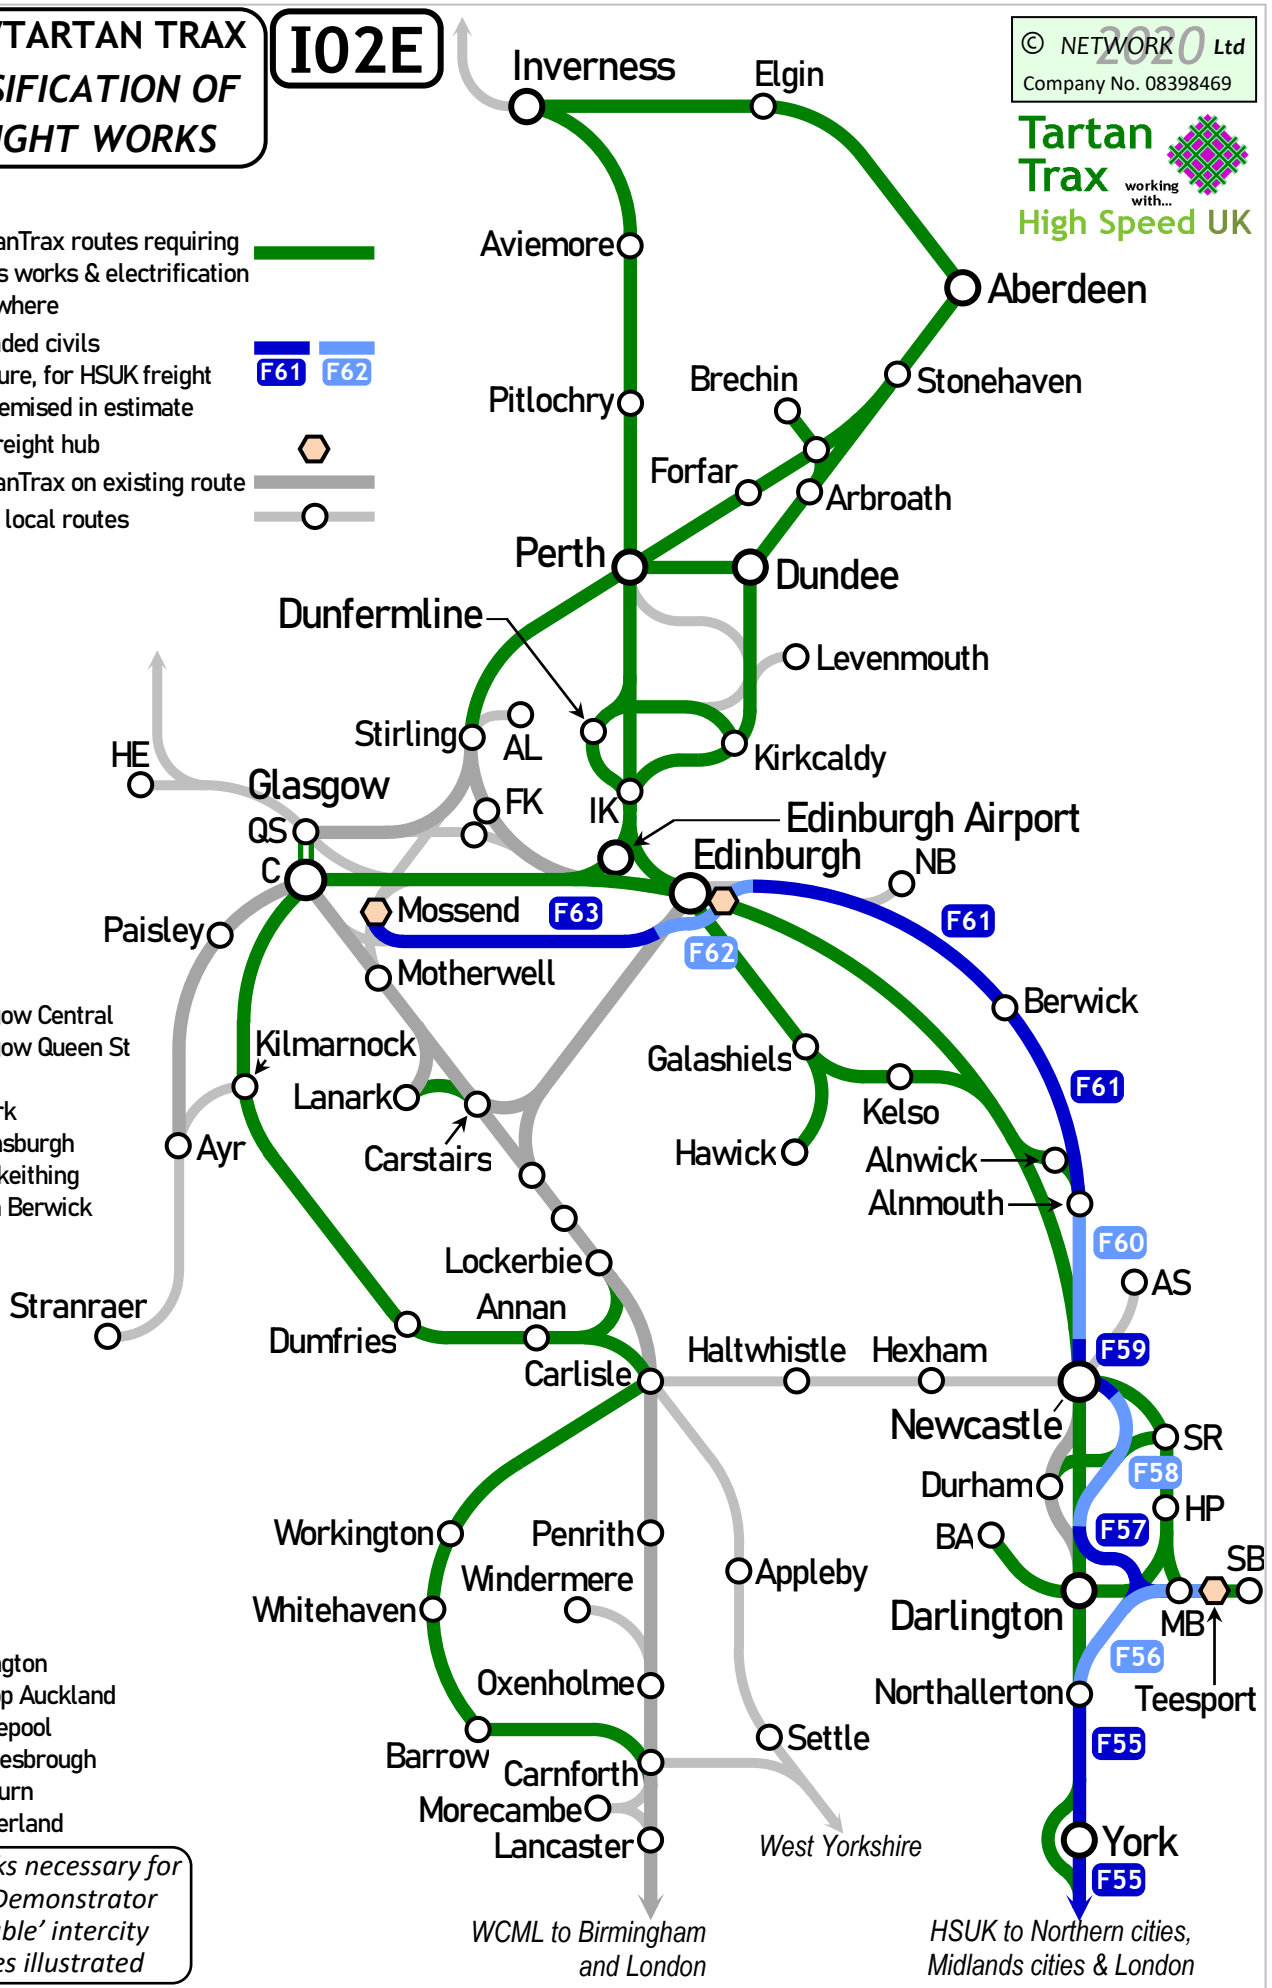 /TARTAN TRAX
SIFICATION OF
IGHT WORKS
I02E
© NETWORK 2020 Ltd
Company No. 08398469
Tartan
Trax
working
with...
High Speed UK
anTrax routes requiring
s works & electrification
where
ded civils
ure, for HSUK freight
emised in estimate
F61
F62
reight hub
anTrax on existing route
local routes
Inverness
Elgin
Aviemore
Aberdeen
Stonehaven
Brechin
Pitlochry
Forfar
Arbroath
Perth
Dundee
Dunfermline
Levenmouth
Stirling
AL
Kirkcaldy
HE
Glasgow
FK
IK
QS
Edinburgh Airport
Edinburgh
NB
C
Mossend
F63
F61
Paisley
F62
Motherwell
Berwick
ow Central
ow Queen St
Kilmarnock
Galashiels
F61
Lanark
Kelso
rk
nsburgh
keithing
n Berwick
Ayr
Carstairs
Hawick
Alnwick
Alnmouth
F60
Lockerbie
AS
Stranraer
Annan
Dumfries
Haltwhistle
Hexham
F59
Carlisle
Newcastle
SR
Durham
F58
HP
Workington
Penrith
BA
F57
SB
Windermere
Appleby
Whitehaven
Darlington
MB
F56
gton
op Auckland
epool
esbrough
urn
erland
Oxenholme
Northallerton
Teesport
Settle
F55
Barrow
Carnforth
Morecambe
Lancaster
York
West Yorkshire
F55
ks necessary for
Demonstrator
able’ intercity
es illustrated
WCML to Birmingham
and London
HSUK to Northern cities,
Midlands cities & London